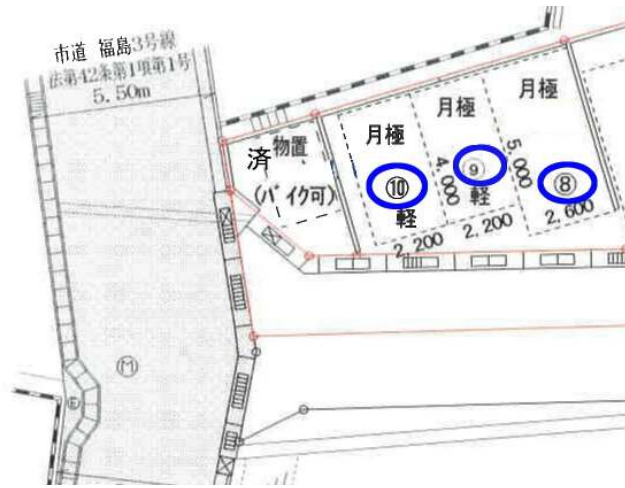 市道 福島3号線
法第42条第1項第1号
5.50m
済
物置
(バイク可)
月極
⑩
軽
2,200
月極
⑨
軽
4,000
2,200
月極
⑧
5,000
2,600
M
E